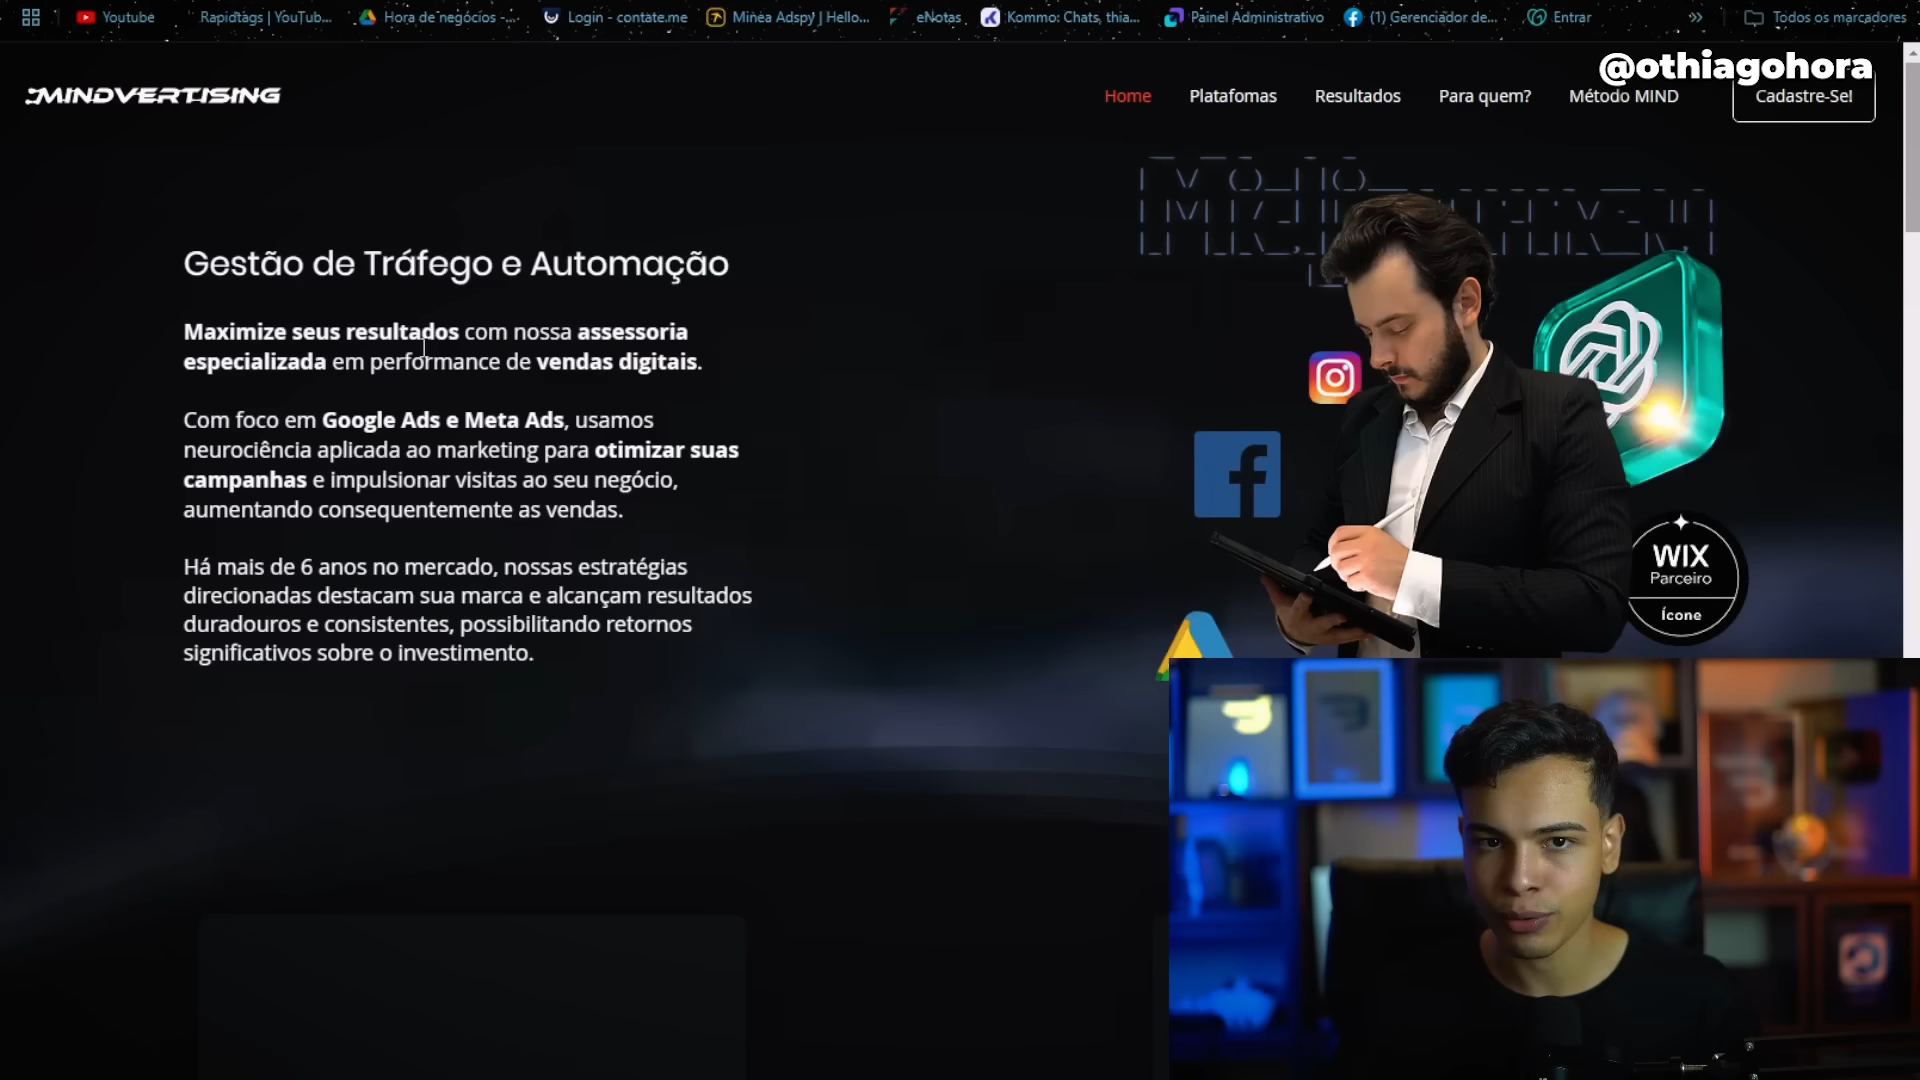 Youtube
Rapidtags | YouTub...
Hora de negócios -...
Login - contate.me
Minea Adspy | Hello...
eNotas
Kommo: Chats, thia...
Painel Administrativo
(1) Gerenciador de...
Entrar
Todos os marcadores
@othiagohora
MINDVERTISING
Home
Platafomas
Resultados
Para quem?
Método MIND
Cadastre-Se!
Gestão de Tráfego e Automação
Maximize seus resultados com nossa assessoria
especializada em performance de vendas digitais.
Com foco em Google Ads e Meta Ads, usamos
neurociência aplicada ao marketing para otimizar suas
campanhas e impulsionar visitas ao seu negócio,
aumentando consequentemente as vendas.
Há mais de 6 anos no mercado, nossas estratégias
direcionadas destacam sua marca e alcançam resultados
duradouros e consistentes, possibilitando retornos
significativos sobre o investimento.
WIX
Parceiro
Ícone